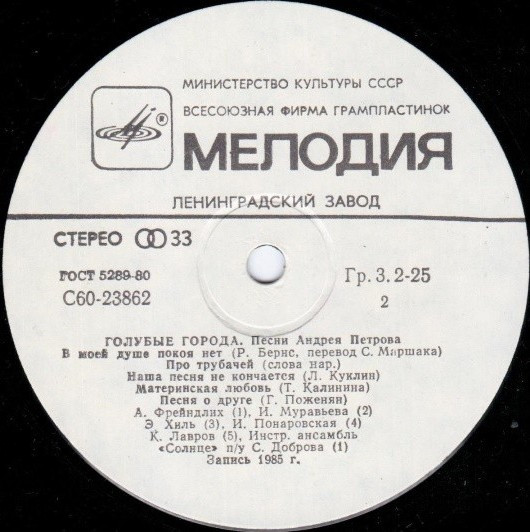 МИНИСТЕРСТВО КУЛЬТУРЫ СССР
ВСЕСОЮЗНАЯ ФИРМА ГРАМПЛАСТИНОК
®
МЕЛОДИЯ
ЛЕНИНГРАДСКИЙ ЗАВОД
СТЕРЕО 33
ГОСТ 5289-80
Гр. 3.2-25
С60-23862
2
ГОЛУБЫЕ ГОРОДА. Песни Андрея Петрова
В моей душе покоя нет (Р. Бернс, перевод С. Маршака)
Про трубачей (слова нар.)
Наша песня не кончается (Л. Куклин)
Материнская любовь (Т. Калинина)
Песня о друге (Г. Поженян)
А. Фрейндлих (1), И. Муравьева (2)
Э. Хиль (3), И. Понаровская (4)
К. Лавров (5), Инстр. ансамбль
«Солнце» п/у С. Доброва (1)
Запись 1985 г.